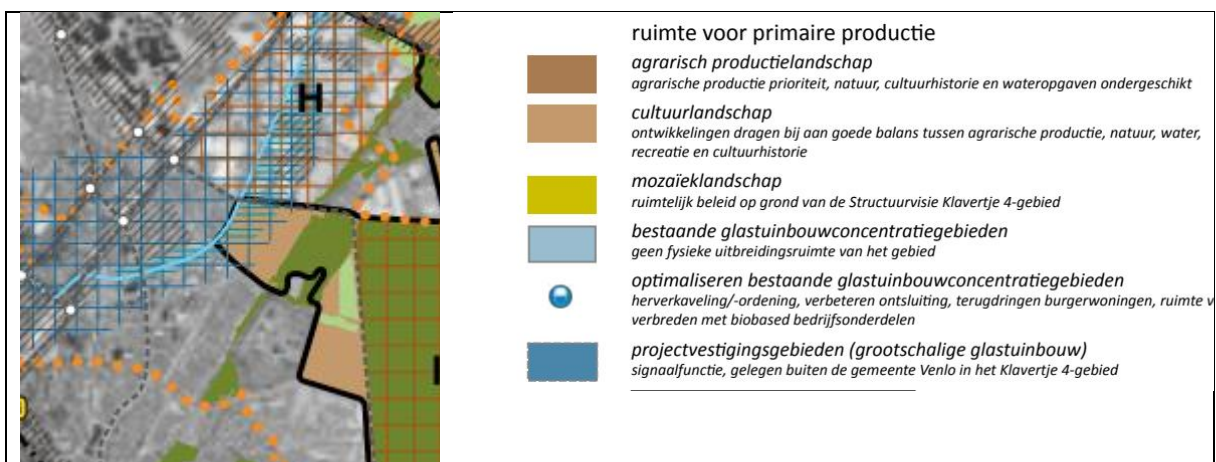 H
ruimte voor primaire productie
agrarisch productielandschap
agrarische productie prioriteit, natuur, cultuurhistorie en wateropgaven ondergeschikt
cultuurlandschap
ontwikkelingen dragen bij aan goede balans tussen agrarische productie, natuur, water,
recreatie en cultuurhistorie
mozaïeklandschap
ruimtelijk beleid op grond van de Structuurvisie Klavertje 4-gebied
bestaande glastuinbouwconcentratiegebieden
geen fysieke uitbreidingsruimte van het gebied
optimaliseren bestaande glastuinbouwconcentratiegebieden
herverkaveling/-ordening, verbeteren ontsluiting, terugdringen burgerwoningen, ruimte v
verbreden met biobased bedrijfsonderdelen
projectvestigingsgebieden (grootschalige glastuinbouw)
signaalfunctie, gelegen buiten de gemeente Venlo in het Klavertje 4-gebied